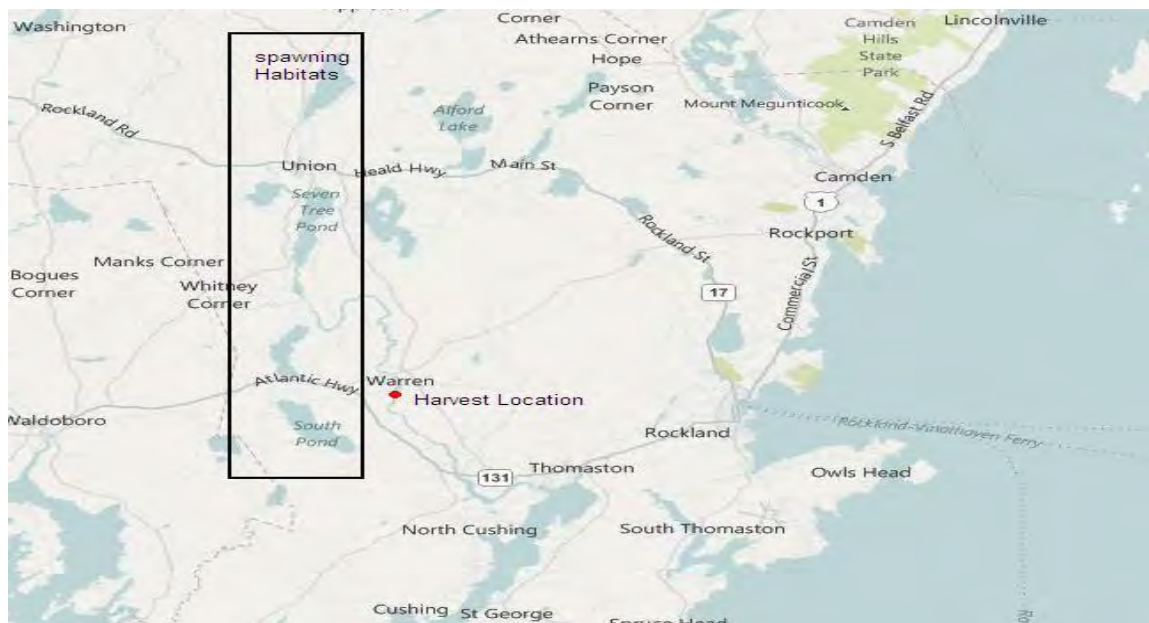 Washington
Corner
Lincolnville
Athearns Corner
Hope
Camden
Hills
State
Park
spawning
Habitats
Payson
Corner
Mount Megunticook
Rockland Rd
Alford
Lake
S Belfast Rd
Union
Heald Hwy
Main St
Camden
1
Seven
Tree
Pond
Rockland St
Rockport
Manks Corner
Bogues
Corner
Whitney
Corner
17
Commercial St
Atlantic Hwy
Warren
Harvest Location
Waldoboro
South
Pond
Rockland
Rockland-Vinalhaven Ferry
Thomaston
131
Owls Head
North Cushing
South Thomaston
Cushing
St George
Spruce Head
Ro